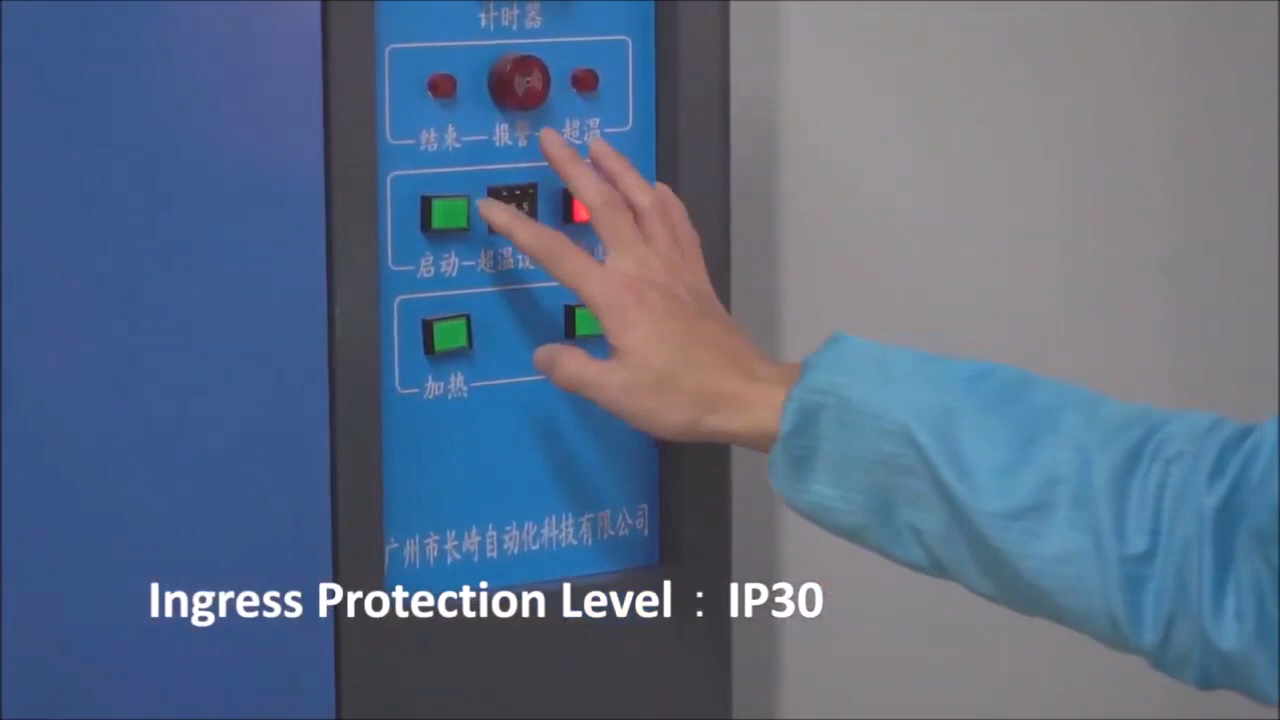 计时器
结束 报警 超温
启动 超温设
加热
广州市长崎自动化科技有限公司
Ingress Protection Level：IP30